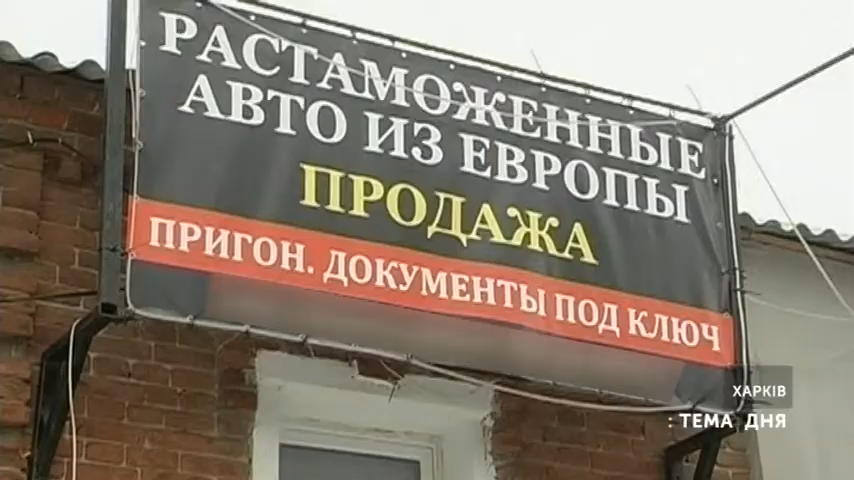 РАСТАМОЖЕННЫЕ
АВТО ИЗ ЕВРОПЫ
ПРОДАЖА
ПРИГОН. ДОКУМЕНТЫ ПОД КЛЮЧ
ХАРКІВ
: ТЕМА ДНЯ